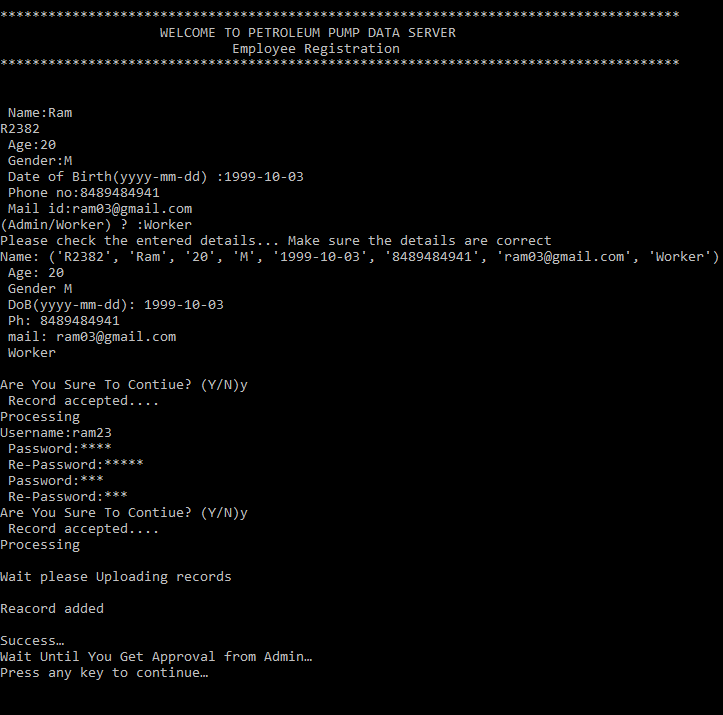 *************************************************************************************
WELCOME TO PETROLEUM PUMP DATA SERVER
Employee Registration
*************************************************************************************
Name:Ram
R2382
Age:20
Gender:M
Date of Birth(yyyy-mm-dd) :1999-10-03
Phone no:8489484941
Mail id:ram03@gmail.com
(Admin/Worker) ? :Worker
Please check the entered details... Make sure the details are correct
Name: ('R2382', 'Ram', '20', 'M', '1999-10-03', '8489484941', 'ram03@gmail.com', 'Worker')
Age: 20
Gender M
DoB(yyyy-mm-dd): 1999-10-03
Ph: 8489484941
mail: ram03@gmail.com
Worker
Are You Sure To Contiue? (Y/N)y
Record accepted....
Processing
Username:ram23
Password:****
Re-Password:*****
Password:***
Re-Password:***
Are You Sure To Contiue? (Y/N)y
Record accepted....
Processing
Wait please Uploading records
Reacord added
Success…
Wait Until You Get Approval from Admin…
Press any key to continue…